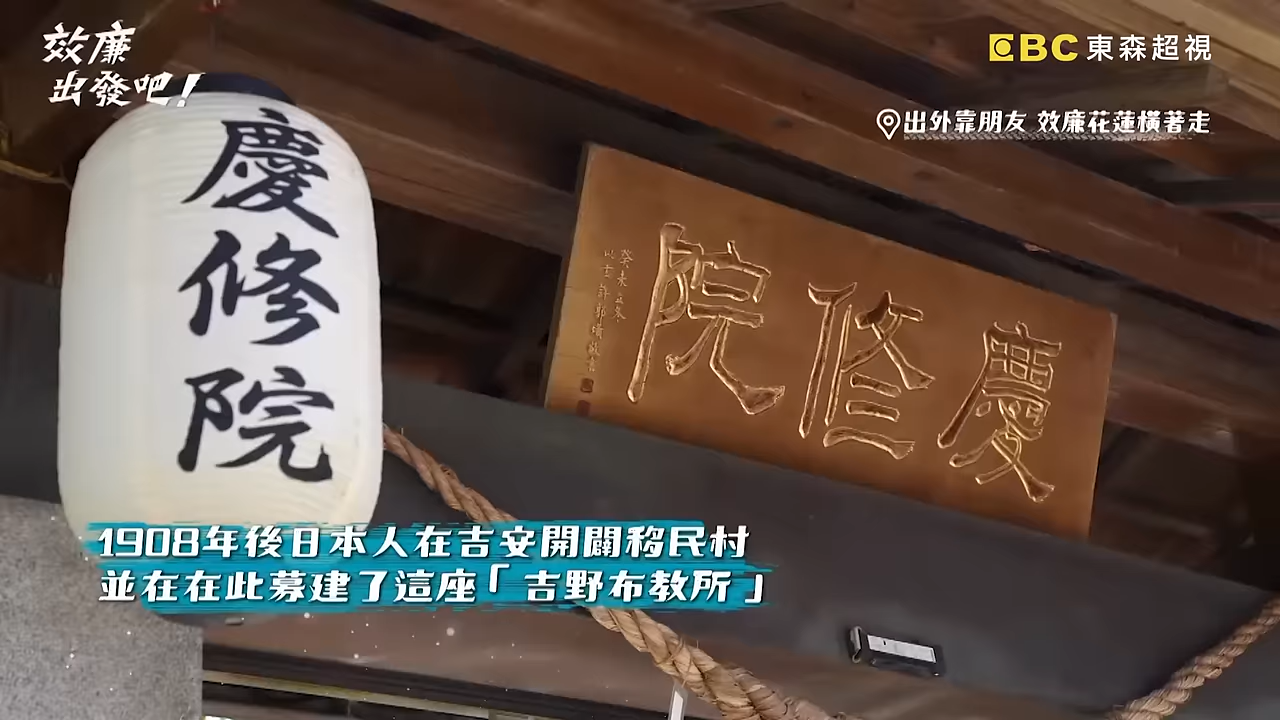 效廉
出發吧!
EBC 東森超視
出外靠朋友 效廉花蓮橫著走
慶修院
院修慶
1908年後日本人在吉安開闢移民村
並在在此募建了這座「吉野布教所」